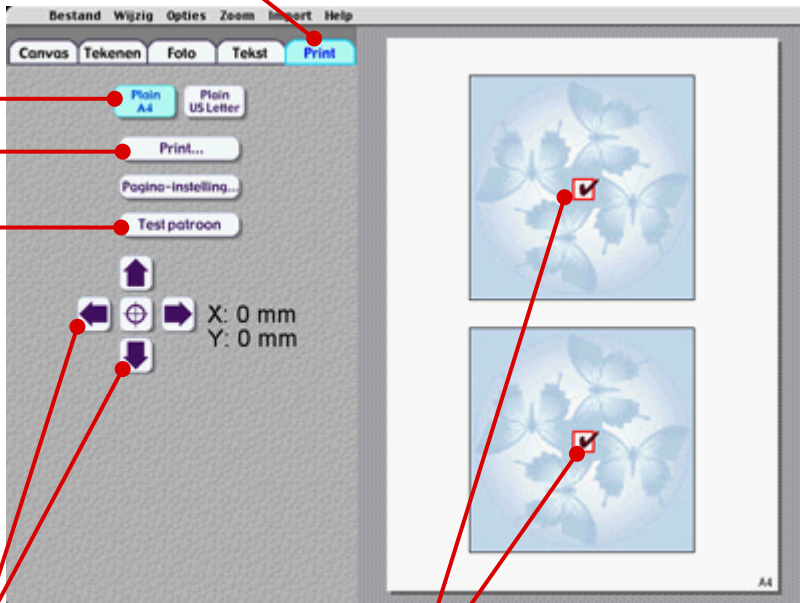 Bestand Wijzig Opties Zoom Import Help
Canvas Tekenen Foto Tekst Print
Plain A4
Plain US Letter
Print...
Pagina-instelling...
Test patroon
X: 0 mm
Y: 0 mm
A4